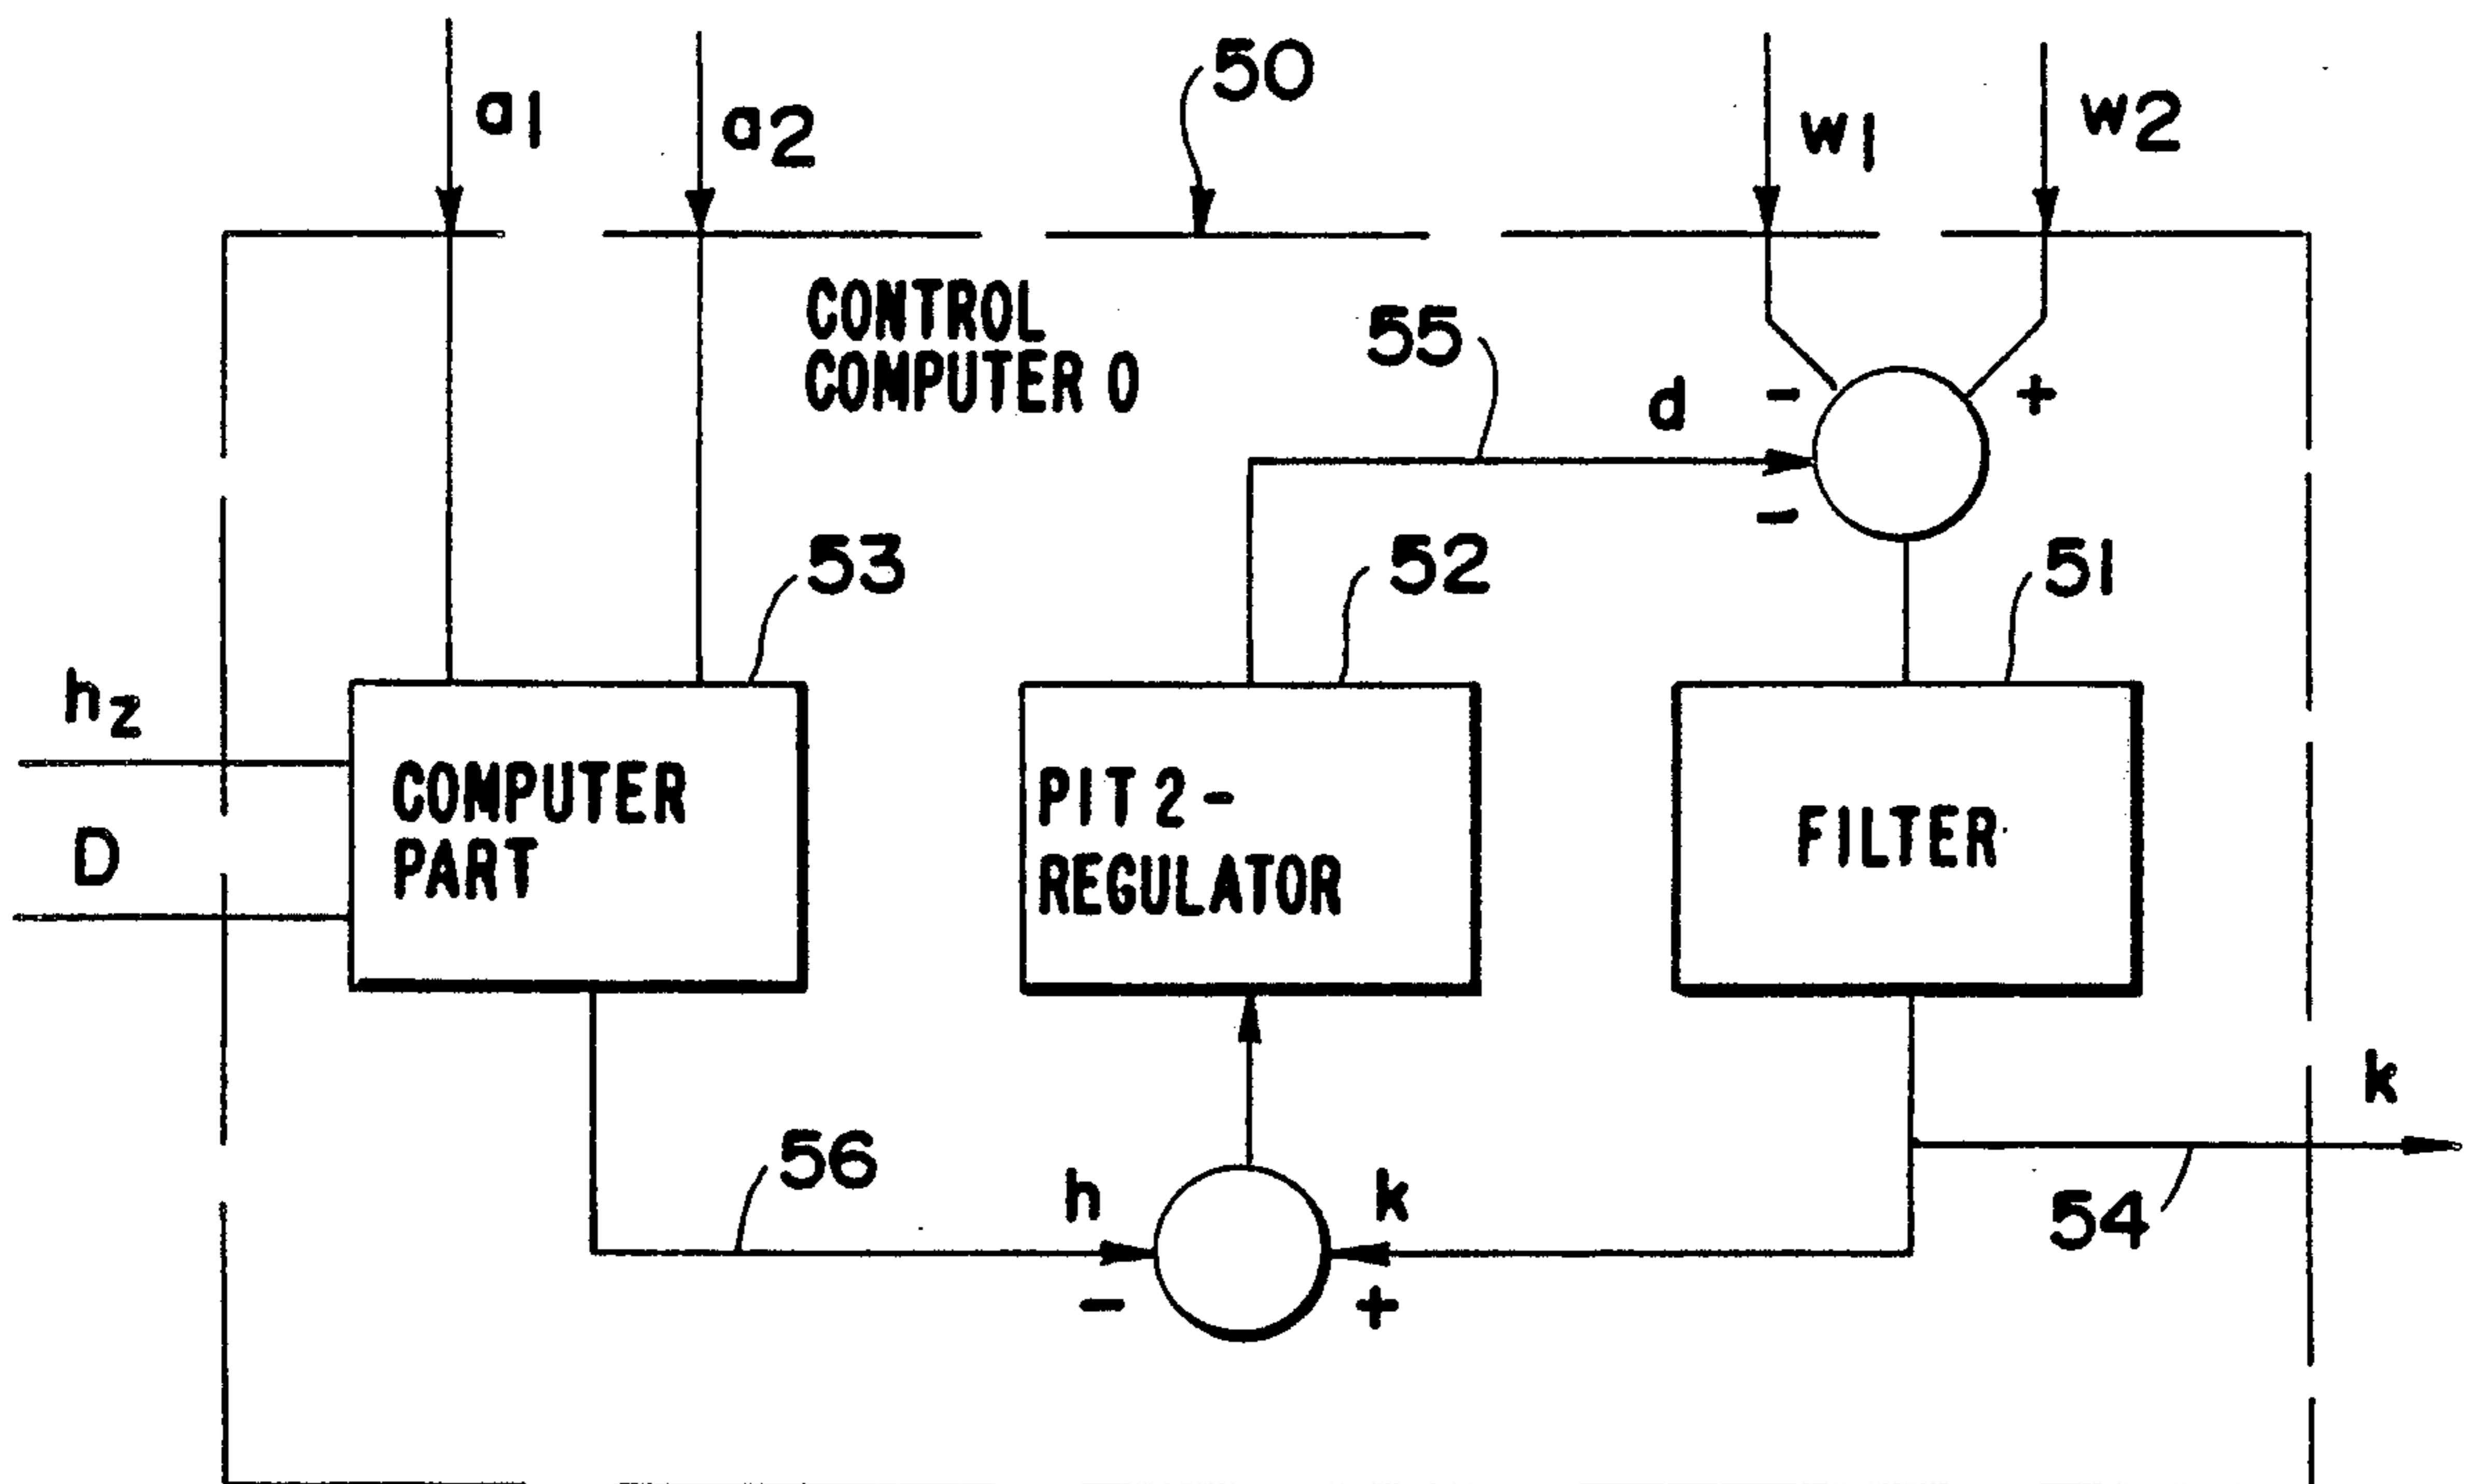 a1
a2
50
w1
w2
CONTROL
COMPUTER 0
55
d
-
+
-
53
52
51
hz
D
COMPUTER
PART
PIT 2-
REGULATOR
FILTER
k
56
h
k
54
-
+